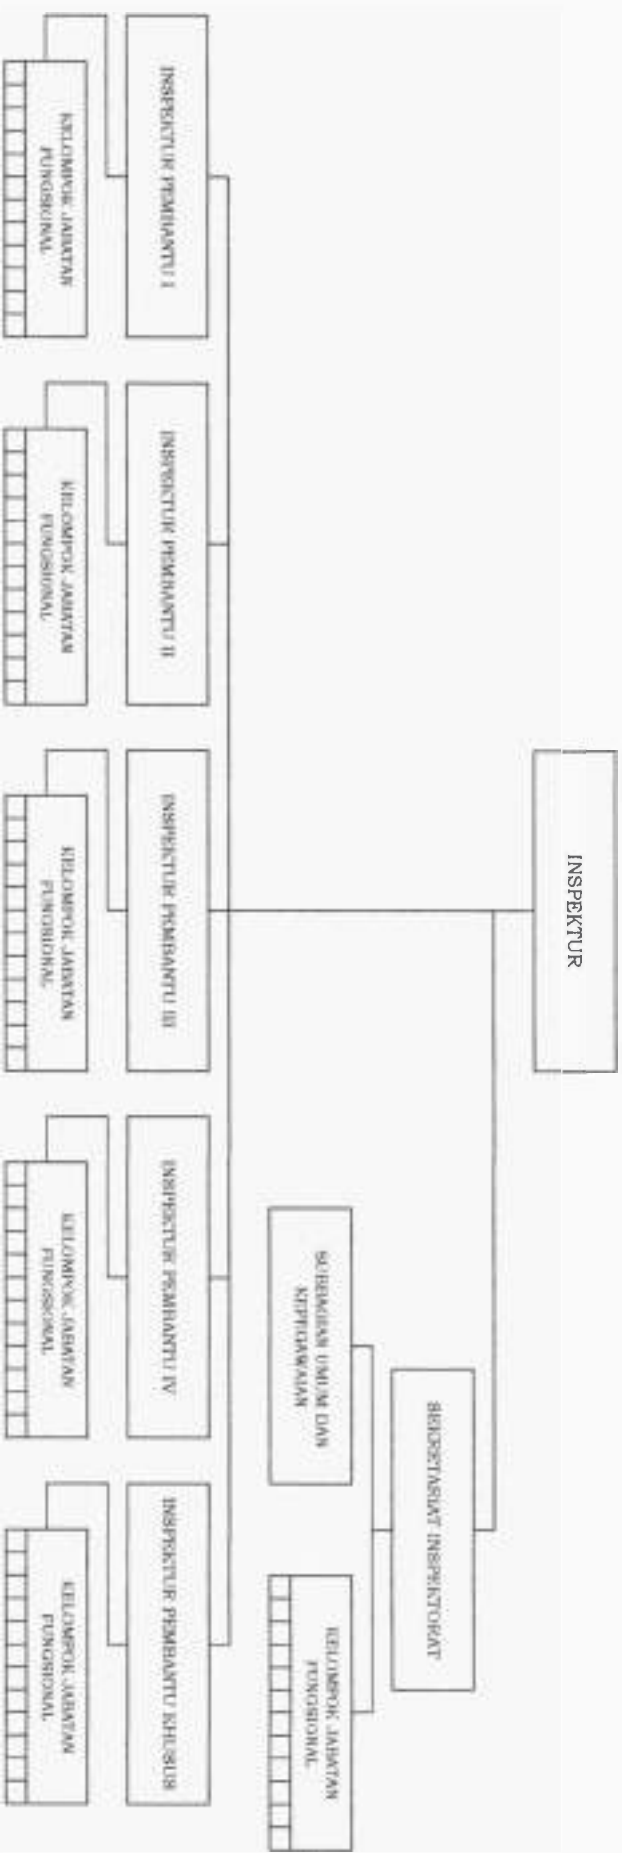 INSPEKTUR
SEKRETARIAT INSPEKTORAT
SUBBAGIAN UMUM DAN
KEPEGAWAIAN
KELOMPOK JABATAN
FUNGSIONAL
INSPEKTUR PEMBANTU I
INSPEKTUR PEMBANTU II
INSPEKTUR PEMBANTU III
INSPEKTUR PEMBANTU IV
INSPEKTUR PEMBANTU KHUSUS
KELOMPOK JABATAN
FUNGSIONAL
KELOMPOK JABATAN
FUNGSIONAL
KELOMPOK JABATAN
FUNGSIONAL
KELOMPOK JABATAN
FUNGSIONAL
KELOMPOK JABATAN
FUNGSIONAL